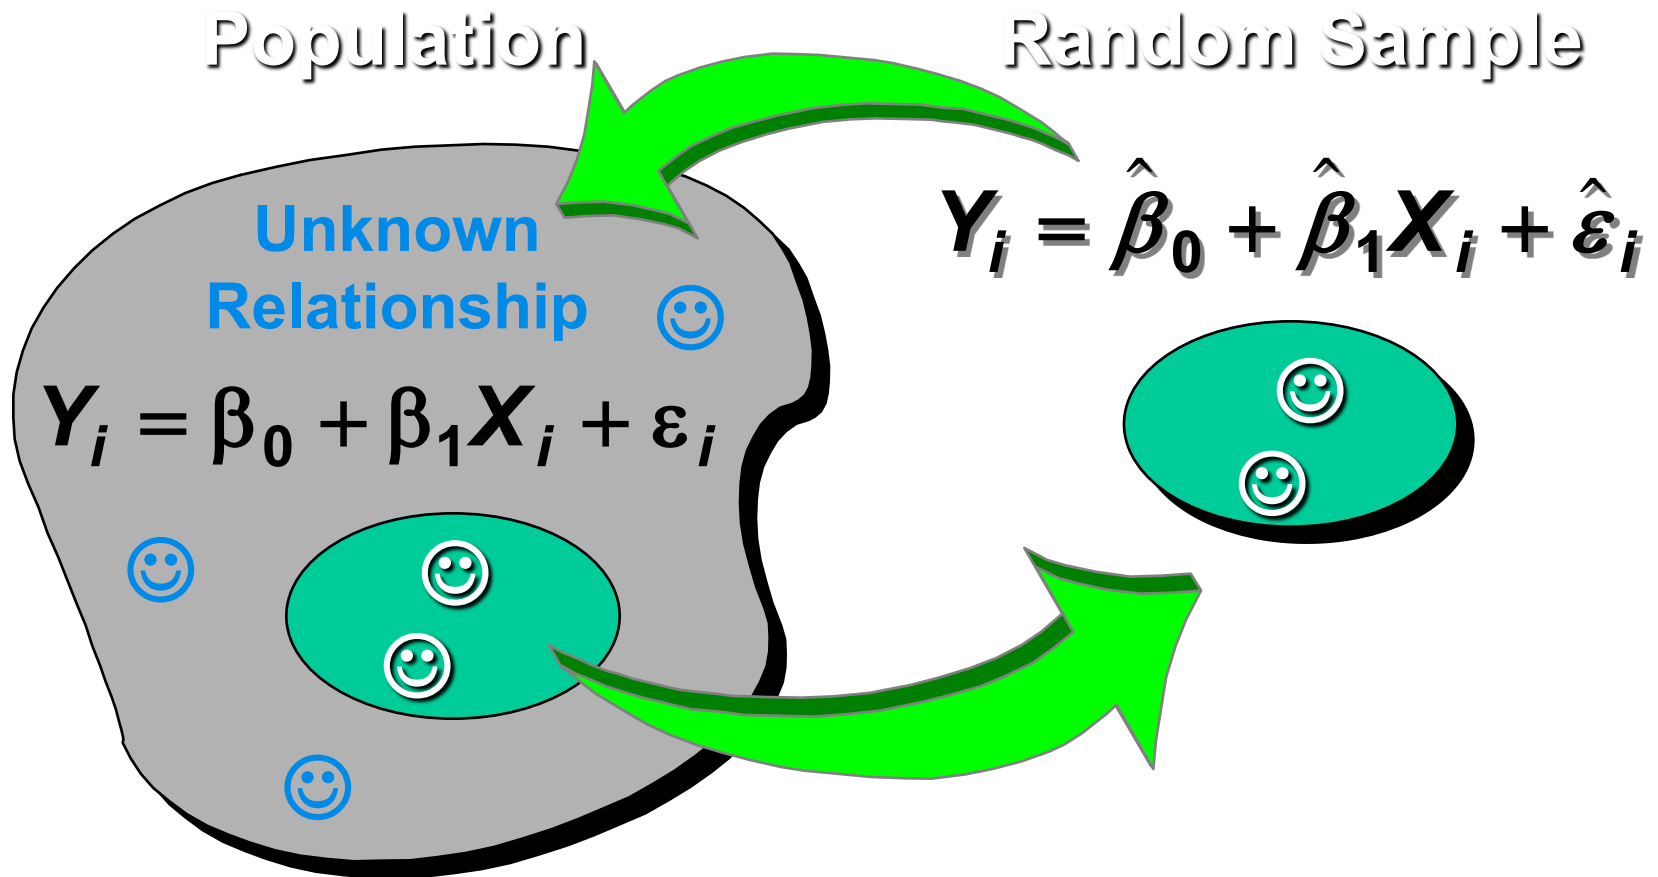 Population
Random Sample
Unknown
Relationship
Yᵢ = β₀ + β₁Xᵢ + εᵢ
Yᵢ = β̂₀ + β̂₁Xᵢ + ε̂ᵢ